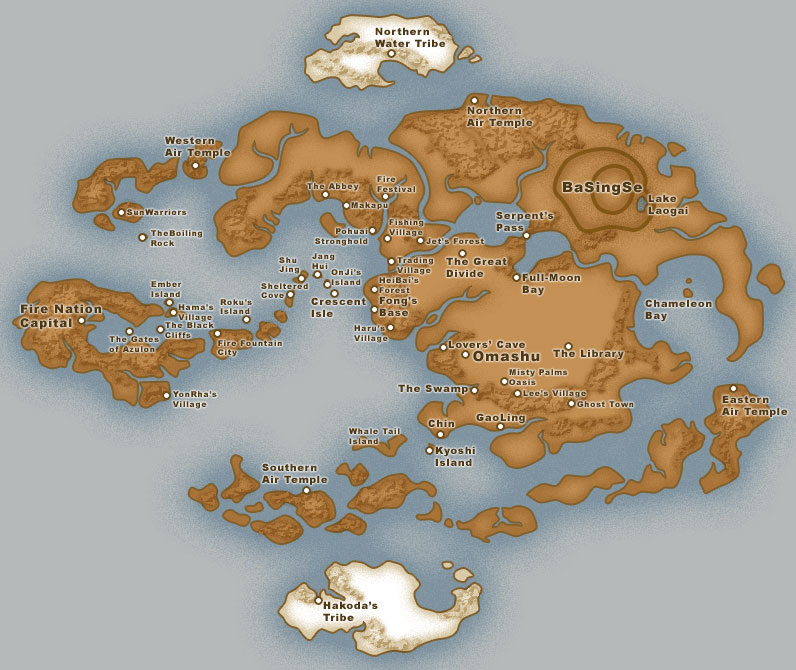 Northern
Water Tribe
Northern
Air Temple
Western
Air Temple
BaSingSe
Lake
Laogai
The Abbey
Fire
Festival
Makapu
SunWarriors
TheBoiling
Rock
Pohuai
Stronghold
Fishing
Village
Jet's Forest
Serpent's
Pass
Shu
Jing
Jang
Hui
OnJi's
Island
Trading
Village
The Great
Divide
HeiBai's
Forest
Full-Moon
Bay
Ember
Island
Sheltered
Cove
Crescent
Isle
Fong's
Base
Chameleon
Bay
Fire Nation
Capital
Hama's
Village
Roku's
Island
The Black
Cliffs
The Gates
of Azulon
Fire Fountain
City
Haru's
Village
Lovers' Cave
Omashu
The Library
Misty Palms
Oasis
The Swamp
Lee's Village
Ghost Town
YonRha's
Village
Eastern
Air Temple
Chin
GaoLing
Whale Tail
Island
Kyoshi
Island
Southern
Air Temple
Hakoda's
Tribe